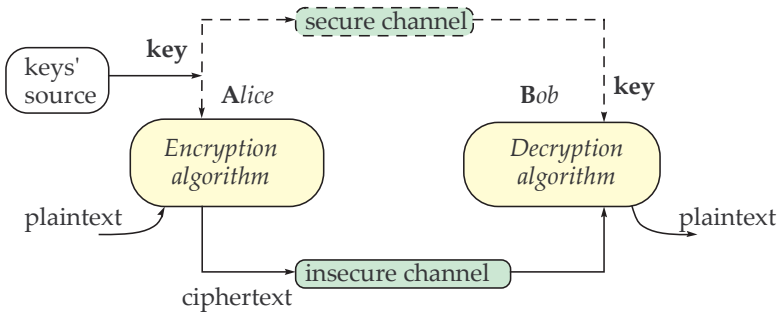 secure channel
key
keys'
source
Alice
Bob
key
Encryption
algorithm
Decryption
algorithm
plaintext
plaintext
insecure channel
ciphertext